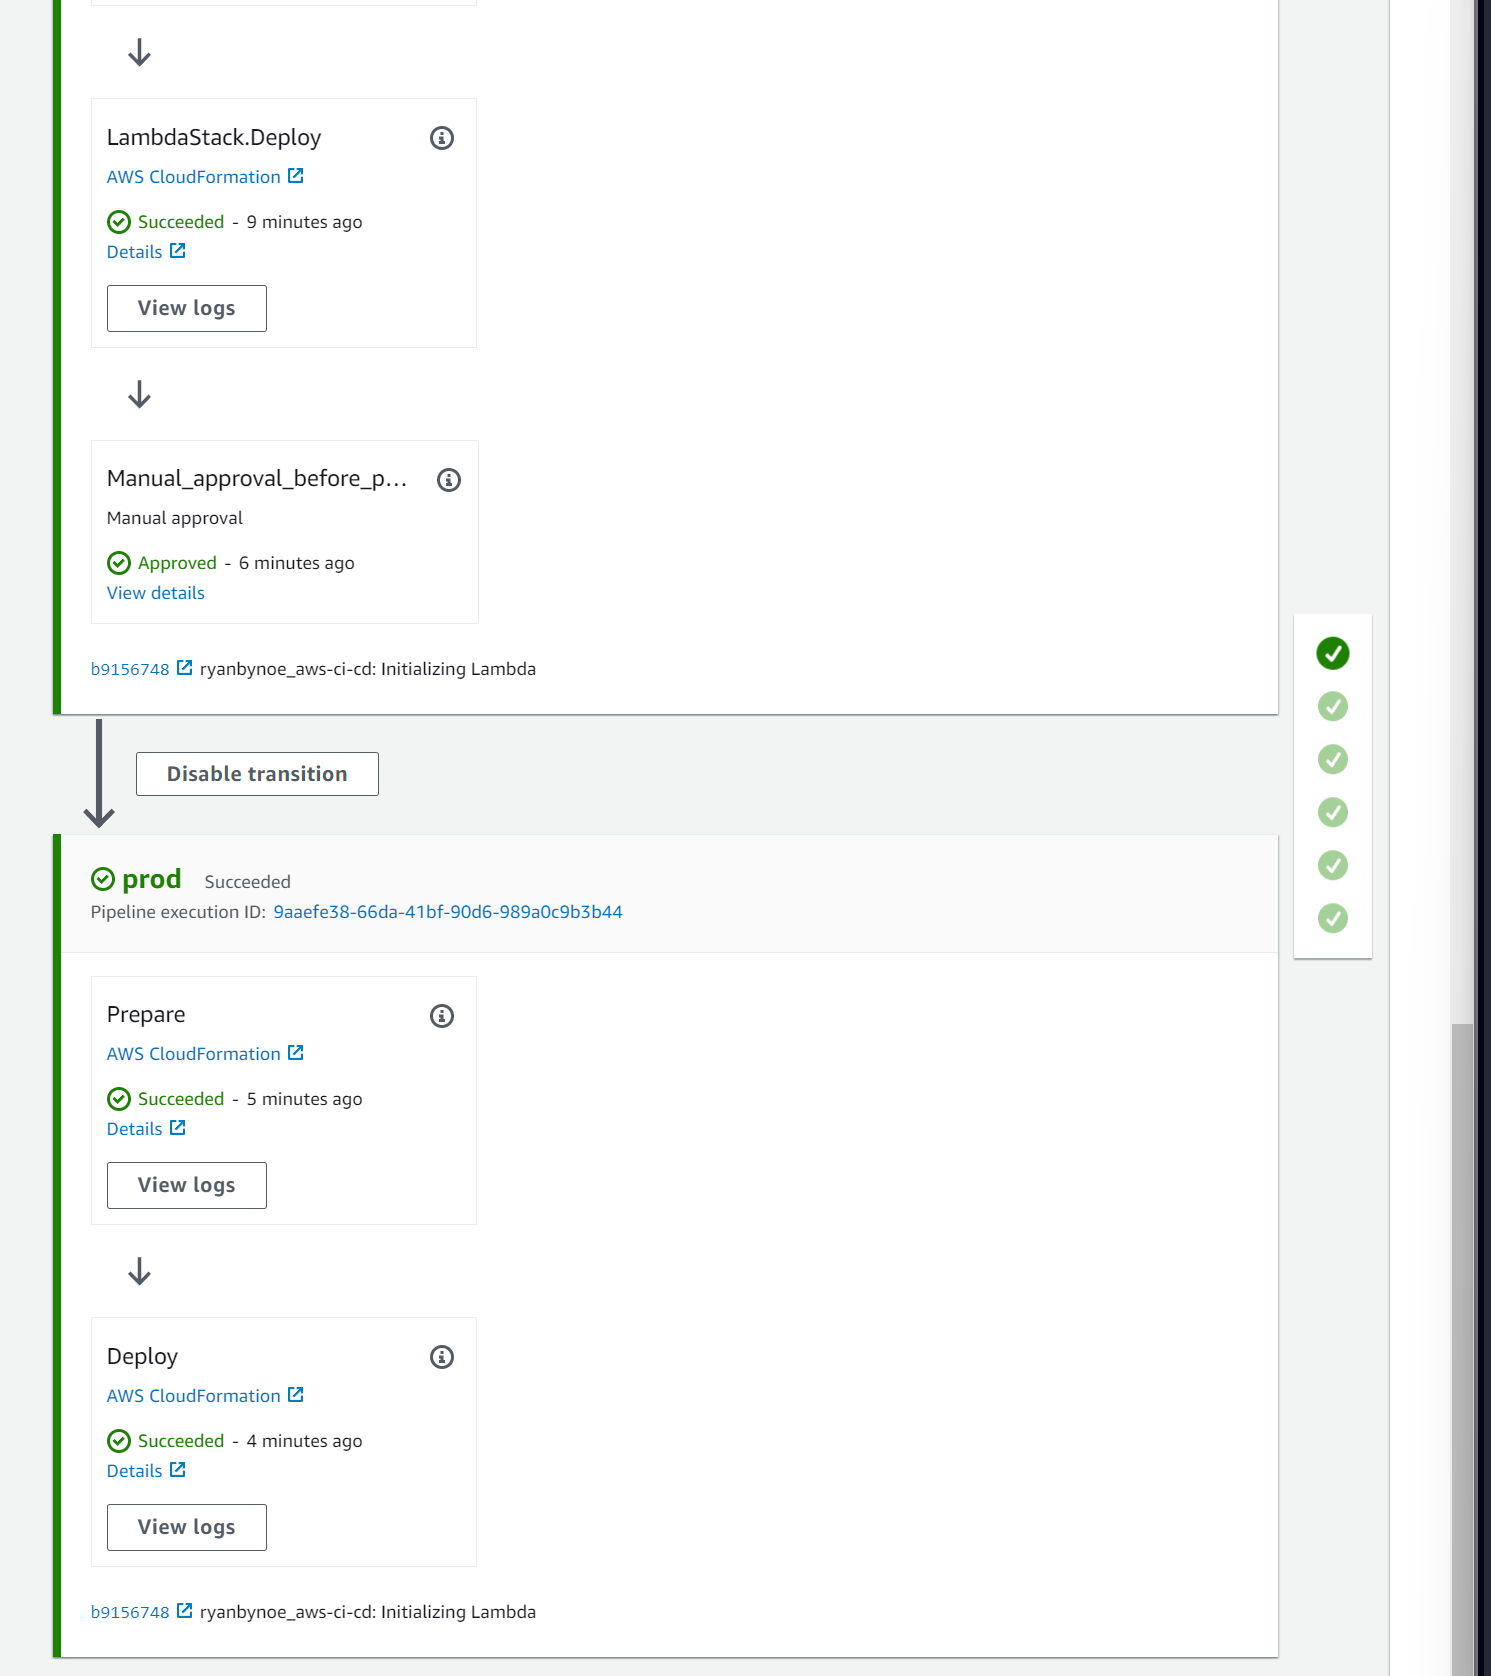 LambdaStack.Deploy
AWS CloudFormation
Succeeded - 9 minutes ago
Details
View logs
Manual_approval_before_p...
Manual approval
Approved - 6 minutes ago
View details
b9156748 ryanbynoe_aws-ci-cd: Initializing Lambda
Disable transition
prod Succeeded
Pipeline execution ID: 9aaefe38-66da-41bf-90d6-989a0c9b3b44
Prepare
AWS CloudFormation
Succeeded - 5 minutes ago
Details
View logs
Deploy
AWS CloudFormation
Succeeded - 4 minutes ago
Details
View logs
b9156748 ryanbynoe_aws-ci-cd: Initializing Lambda